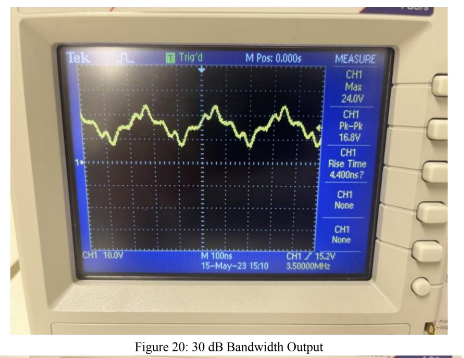 Tek
T Trig'd
M Pos: 0.000s
MEASURE
CH1
Max
24.0V
CH1
Pk-Pk
16.8V
CH1
Rise Time
4.400ns?
CH1
None
CH1
None
1
CH1 10.0V
M 100ns
CH1 / 15.2V
15-May-23 15:10
3.50000MHz
Figure 20: 30 dB Bandwidth Output